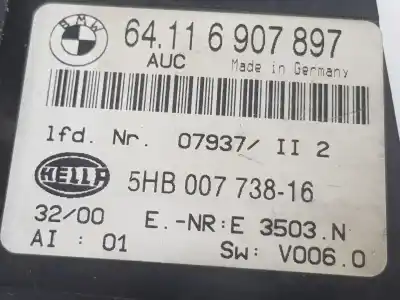 BMW
64.11 6 907 897
AUC Made in Germany
lfd. Nr. 07937/ II 2
HELLA 5HB 007 738-16
32/00 E.-NR:E 3503.N
AI : 01 Sw: V006.0